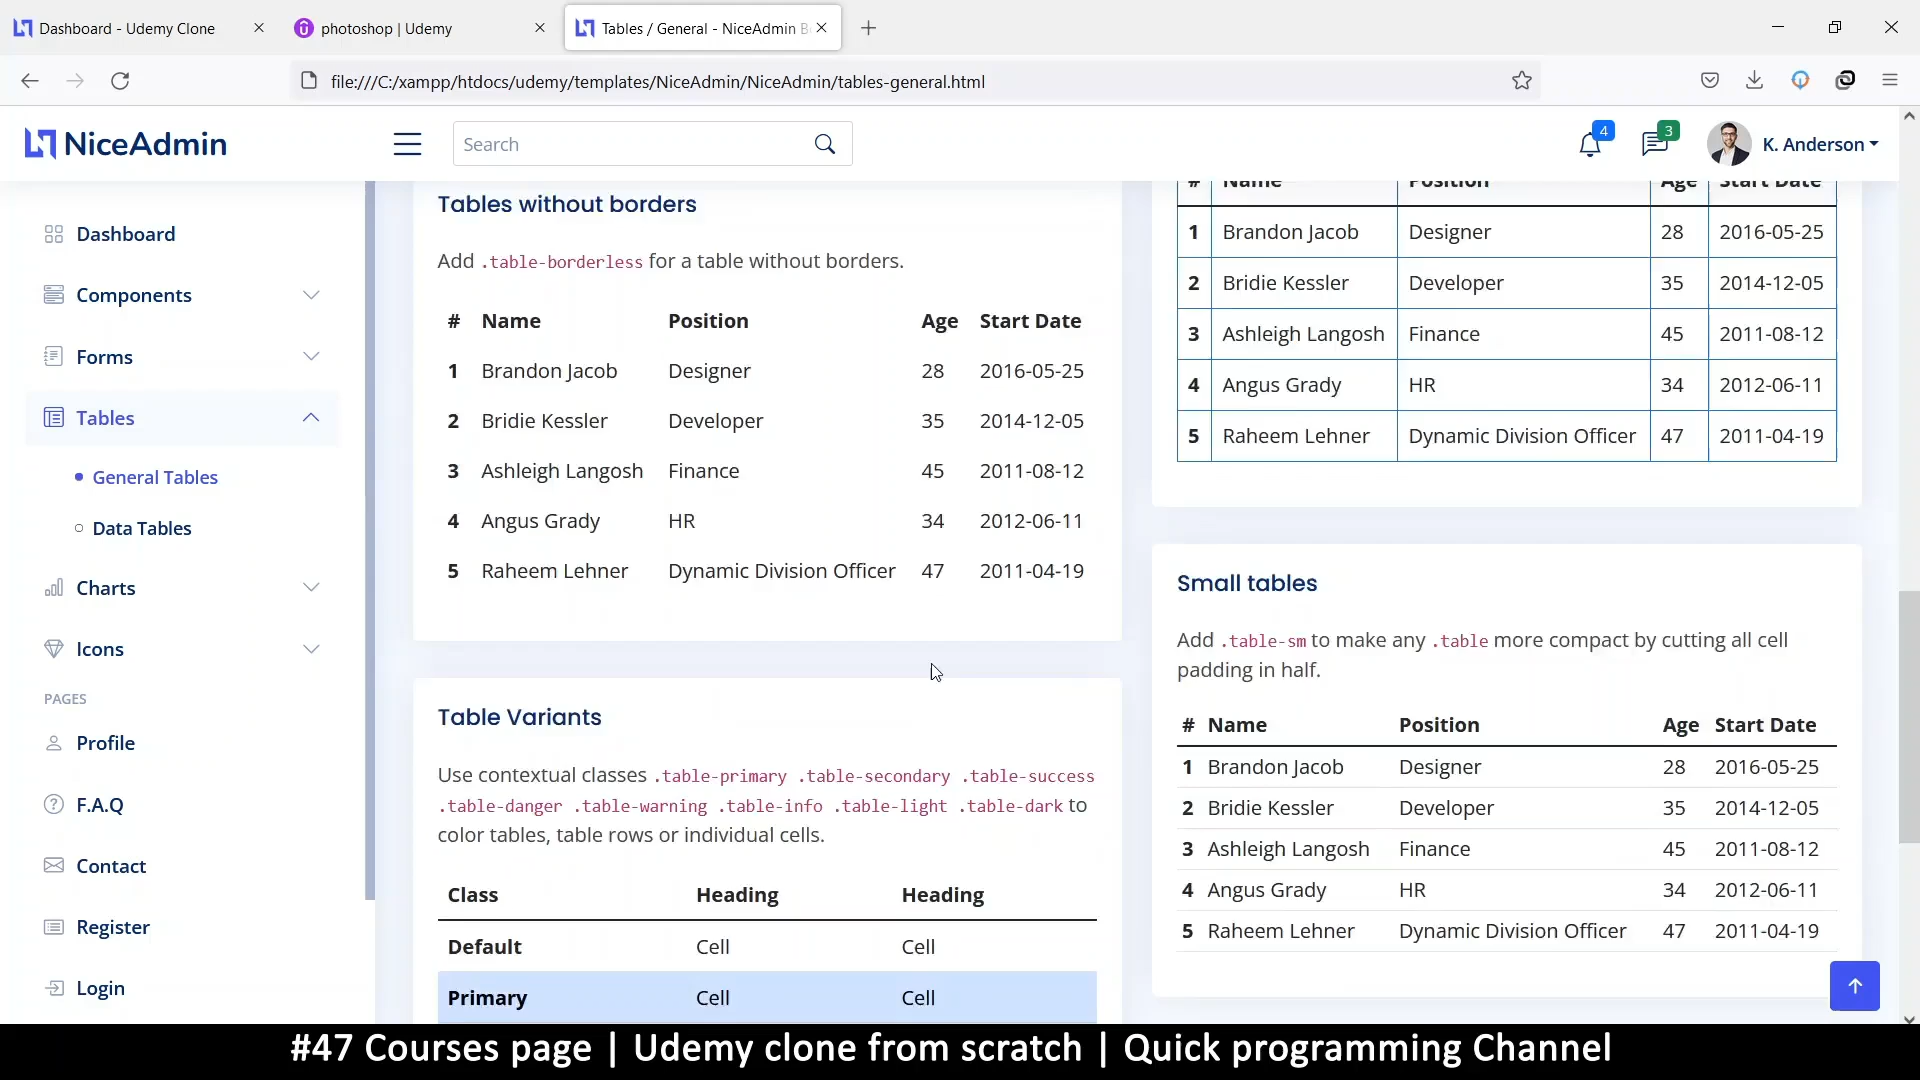 Dashboard - Udemy Clone
photoshop | Udemy
Tables / General - NiceAdmin B
file:///C:/xampp/htdocs/udemy/templates/NiceAdmin/NiceAdmin/tables-general.html
NiceAdmin
Search
4
3
K. Anderson
Dashboard
Components
Forms
Tables
General Tables
Data Tables
Charts
Icons
PAGES
Profile
F.A.Q
Contact
Register
Login
Tables without borders
Add .table-borderless for a table without borders.
# Name Position Age Start Date
1 Brandon Jacob Designer 28 2016-05-25
2 Bridie Kessler Developer 35 2014-12-05
3 Ashleigh Langosh Finance 45 2011-08-12
4 Angus Grady HR 34 2012-06-11
5 Raheem Lehner Dynamic Division Officer 47 2011-04-19
Table Variants
Use contextual classes .table-primary .table-secondary .table-success
.table-danger .table-warning .table-info .table-light .table-dark to
color tables, table rows or individual cells.
Class Heading Heading
Default Cell Cell
Primary Cell Cell
# Name Position Age Start Date
1 Brandon Jacob Designer 28 2016-05-25
2 Bridie Kessler Developer 35 2014-12-05
3 Ashleigh Langosh Finance 45 2011-08-12
4 Angus Grady HR 34 2012-06-11
5 Raheem Lehner Dynamic Division Officer 47 2011-04-19
Small tables
Add .table-sm to make any .table more compact by cutting all cell
padding in half.
# Name Position Age Start Date
1 Brandon Jacob Designer 28 2016-05-25
2 Bridie Kessler Developer 35 2014-12-05
3 Ashleigh Langosh Finance 45 2011-08-12
4 Angus Grady HR 34 2012-06-11
5 Raheem Lehner Dynamic Division Officer 47 2011-04-19
#47 Courses page | Udemy clone from scratch | Quick programming Channel